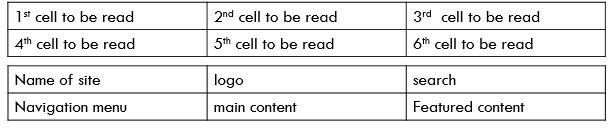 1st cell to be read 2nd cell to be read 3rd cell to be read
4th cell to be read 5th cell to be read 6th cell to be read
Name of site logo search
Navigation menu main content Featured content